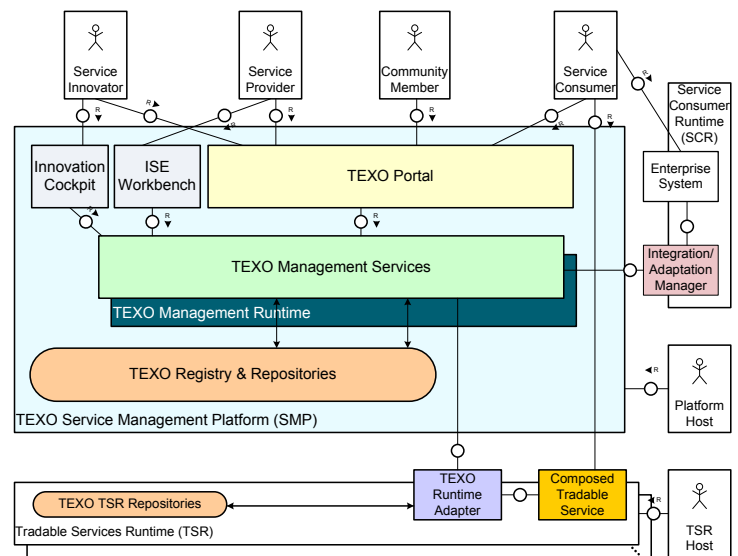 Service
Innovator
Service
Provider
Community
Member
Service
Consumer
R
R
R
R
R
R
R
R
R
Service
Consumer
Runtime
(SCR)
Innovation
Cockpit
ISE
Workbench
TEXO Portal
Enterprise
System
R
R
R
TEXO Management Services
Integration/
Adaptation
Manager
TEXO Management Runtime
TEXO Registry & Repositories
R
Platform
Host
TEXO Service Management Platform (SMP)
TEXO
Runtime
Adapter
Composed
Tradable
Service
TEXO TSR Repositories
R
TSR
Host
Tradable Services Runtime (TSR)